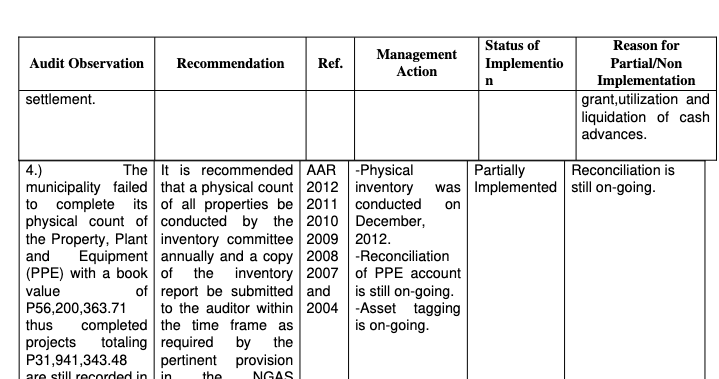 Audit Observation
Recommendation
Ref.
Management
Action
Status of
Implementio
n
Reason for
Partial/Non
Implementation
settlement.
grant,utilization and
liquidation of cash
advances.
4.) The
municipality failed
to complete its
physical count of
the Property, Plant
and Equipment
(PPE) with a book
value of
P56,200,363.71
thus completed
projects totaling
P31,941,343.48
are still recorded in
It is recommended
that a physical count
of all properties be
conducted by the
inventory committee
annually and a copy
of the inventory
report be submitted
to the auditor within
the time frame as
required by the
pertinent provision
in the NGAS
AAR
2012
2011
2010
2009
2008
2007
and
2004
-Physical
inventory was
conducted on
December,
2012.
-Reconciliation
of PPE account
is still on-going.
-Asset tagging
is on-going.
Partially
Implemented
Reconciliation is
still on-going.